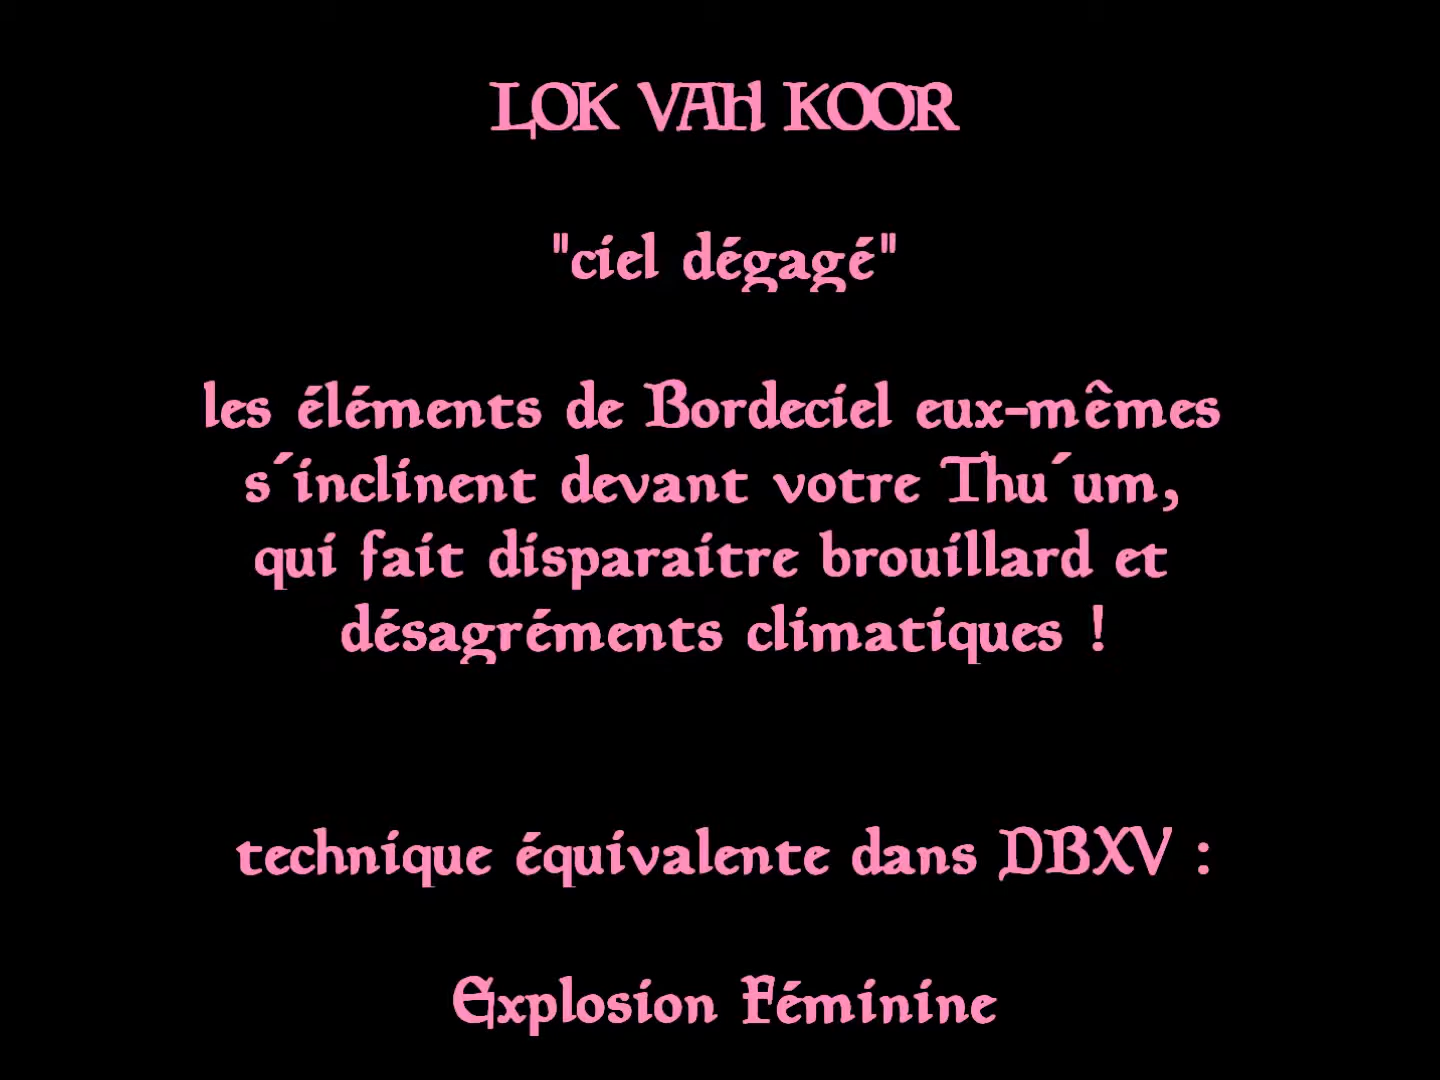 LOK VAH KOOR
"ciel dégagé"
les éléments de Bordeciel eux-mêmes
s´inclinent devant votre Thu´um,
qui fait disparaitre brouillard et
désagréments climatiques !
technique équivalente dans DBXV :
Explosion Féminine